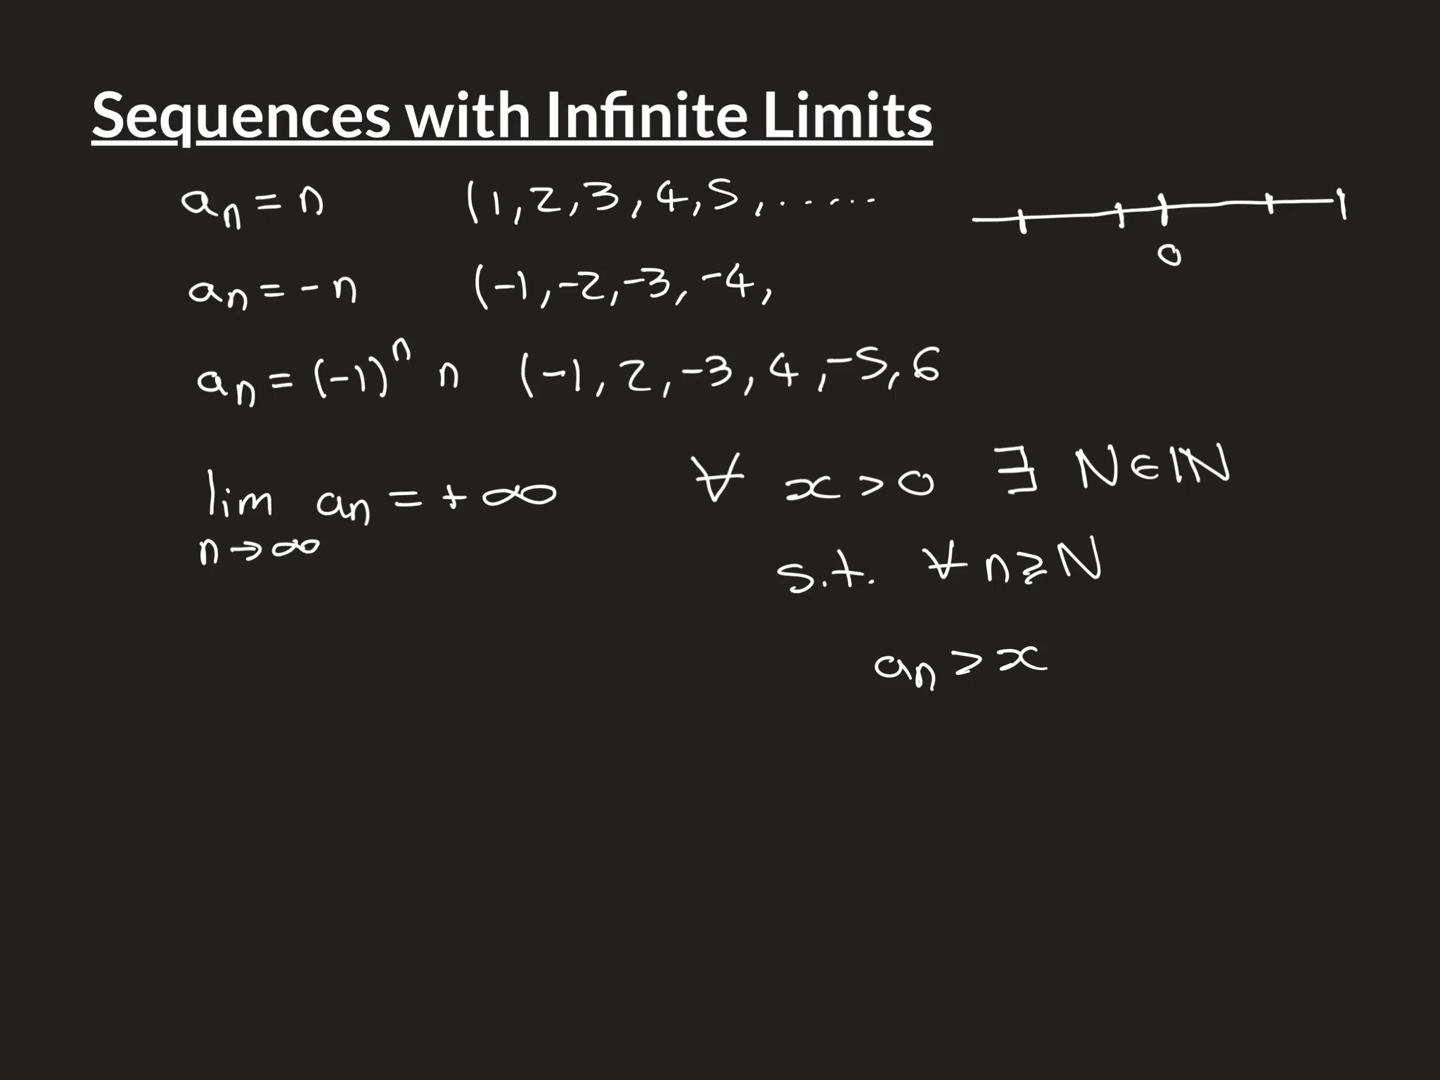 Sequences with Infinite Limits
aₙ = n (1, 2, 3, 4, 5, ......
0
aₙ = - n (-1, -2, -3, -4,
aₙ = (-1)ⁿ n (-1, 2, -3, 4, -5, 6
lim aₙ = + ∞ ∀ x > 0 ∃ N ∈ ℕ
n → ∞
s.t. ∀ n ≥ N
aₙ > x